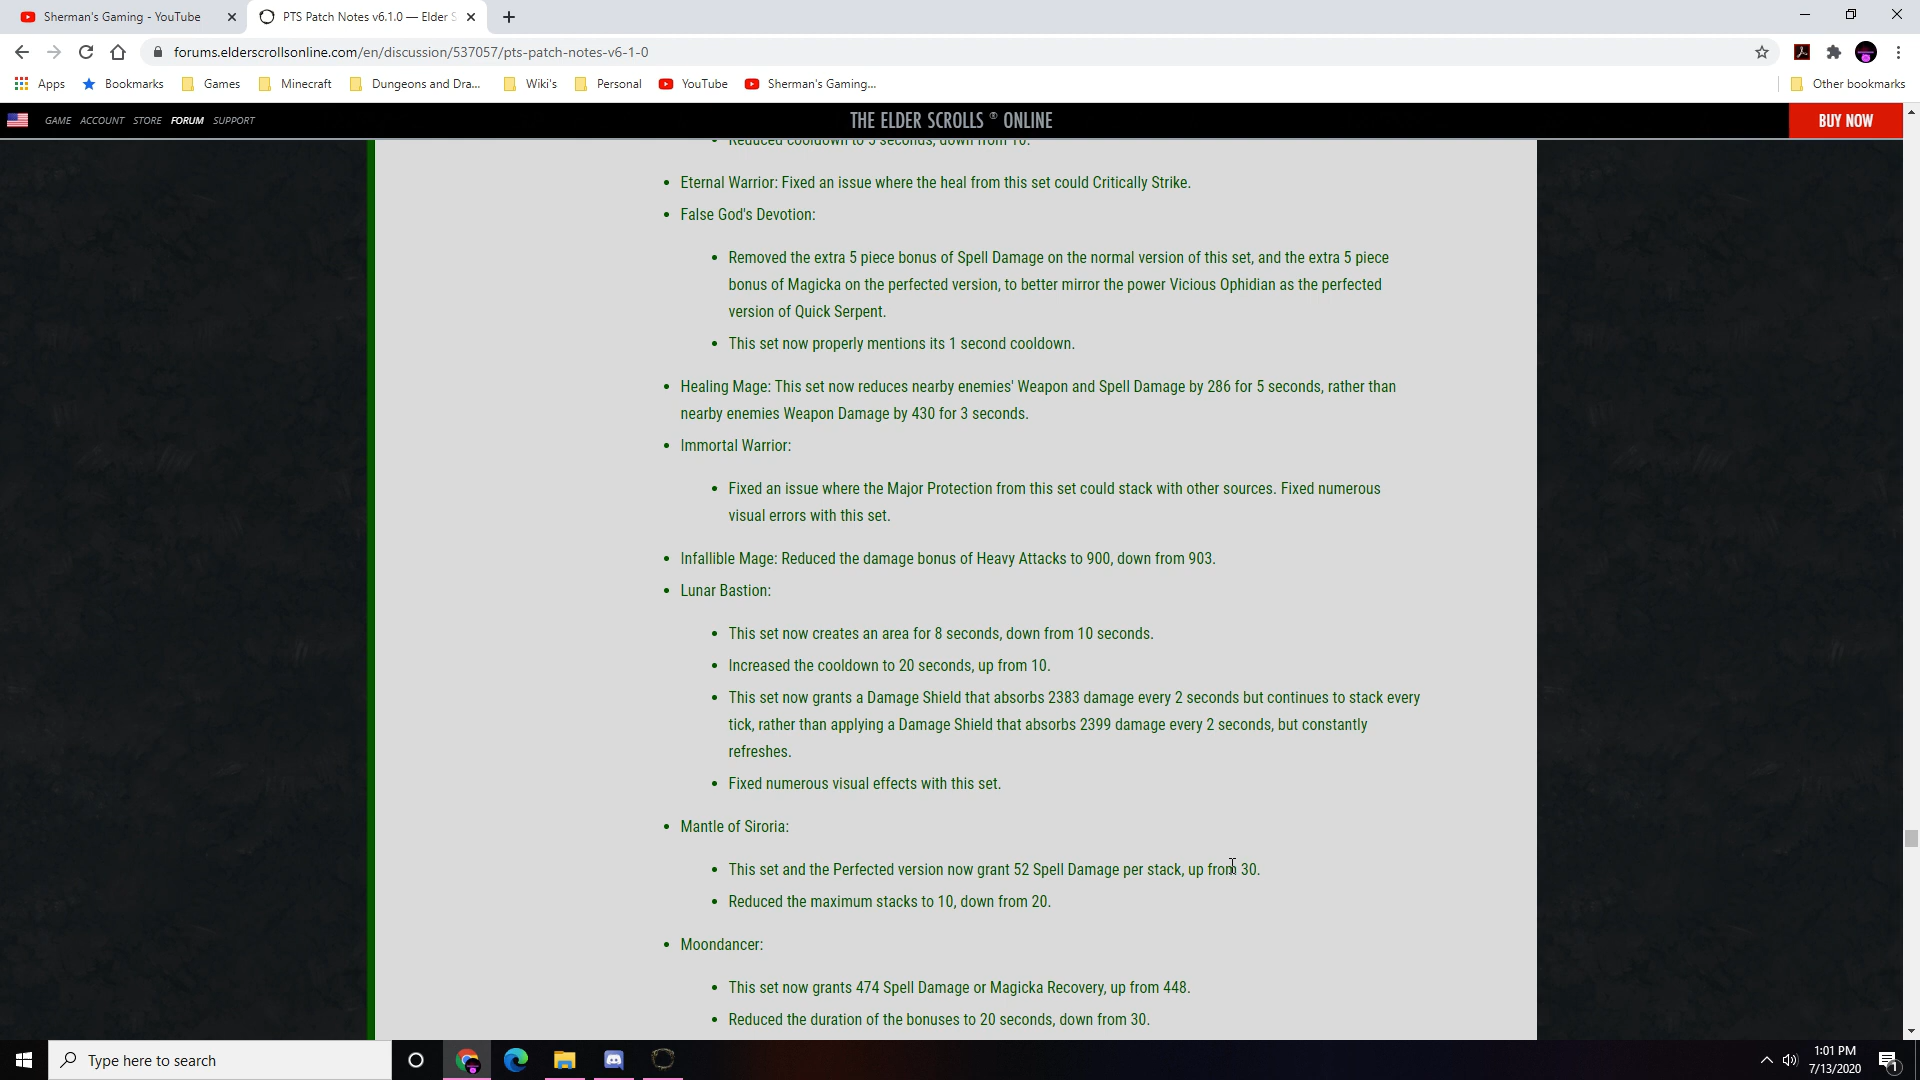 Sherman's Gaming - YouTube
PTS Patch Notes v6.1.0 — Elder S
forums.elderscrollsonline.com/en/discussion/537057/pts-patch-notes-v6-1-0
Apps Bookmarks Games Minecraft Dungeons and Dra... Wiki's Personal YouTube Sherman's Gaming... Other bookmarks
GAME ACCOUNT STORE FORUM SUPPORT THE ELDER SCROLLS ® ONLINE BUY NOW
Reduced cooldown to 5 seconds, down from 10.
Eternal Warrior: Fixed an issue where the heal from this set could Critically Strike.
False God's Devotion:
Removed the extra 5 piece bonus of Spell Damage on the normal version of this set, and the extra 5 piece
bonus of Magicka on the perfected version, to better mirror the power Vicious Ophidian as the perfected
version of Quick Serpent.
This set now properly mentions its 1 second cooldown.
Healing Mage: This set now reduces nearby enemies' Weapon and Spell Damage by 286 for 5 seconds, rather than
nearby enemies Weapon Damage by 430 for 3 seconds.
Immortal Warrior:
Fixed an issue where the Major Protection from this set could stack with other sources. Fixed numerous
visual errors with this set.
Infallible Mage: Reduced the damage bonus of Heavy Attacks to 900, down from 903.
Lunar Bastion:
This set now creates an area for 8 seconds, down from 10 seconds.
Increased the cooldown to 20 seconds, up from 10.
This set now grants a Damage Shield that absorbs 2383 damage every 2 seconds but continues to stack every
tick, rather than applying a Damage Shield that absorbs 2399 damage every 2 seconds, but constantly
refreshes.
Fixed numerous visual effects with this set.
Mantle of Siroria:
This set and the Perfected version now grant 52 Spell Damage per stack, up from 30.
Reduced the maximum stacks to 10, down from 20.
Moondancer:
This set now grants 474 Spell Damage or Magicka Recovery, up from 448.
Reduced the duration of the bonuses to 20 seconds, down from 30.
Type here to search
1:01 PM
7/13/2020
1